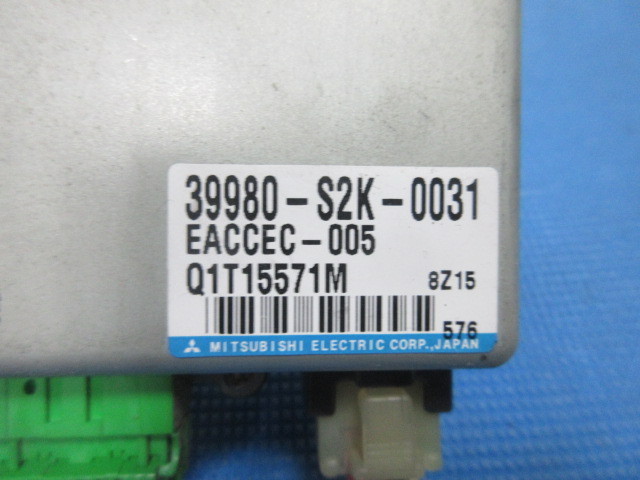 39980-S2K-0031
EACCEC-005
Q1T15571M 8Z15
576
MITSUBISHI ELECTRIC CORP.,JAPAN